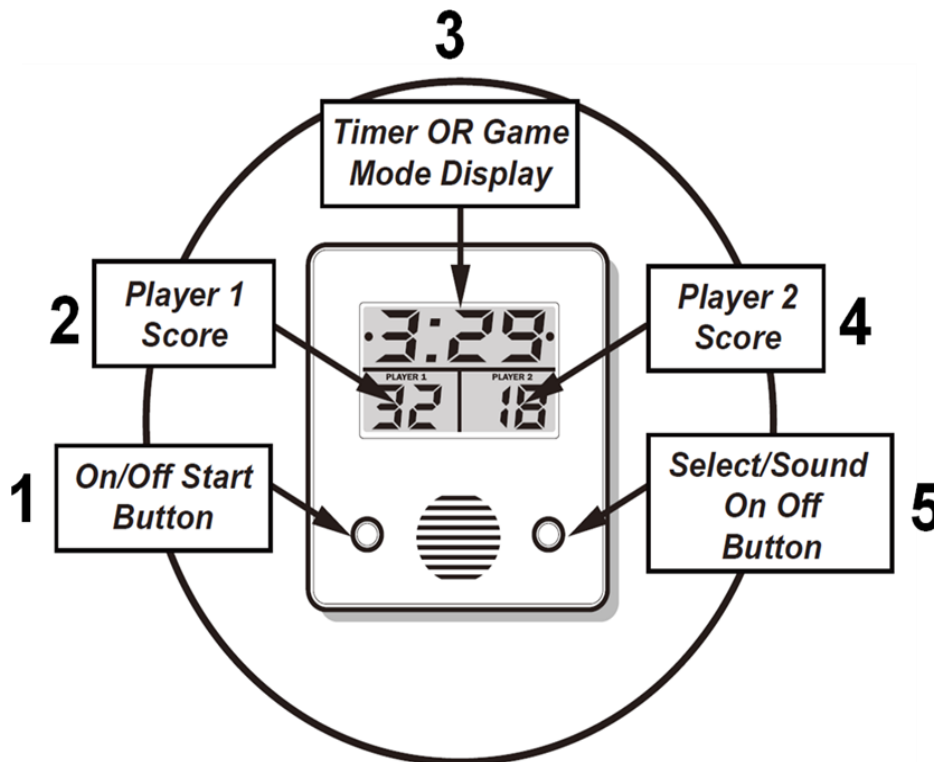 3
Timer OR Game
Mode Display
2
Player 1
Score
Player 2
Score
4
3:29
PLAYER 1
PLAYER 2
32
18
1
On/Off Start
Button
Select/Sound
On Off
Button
5